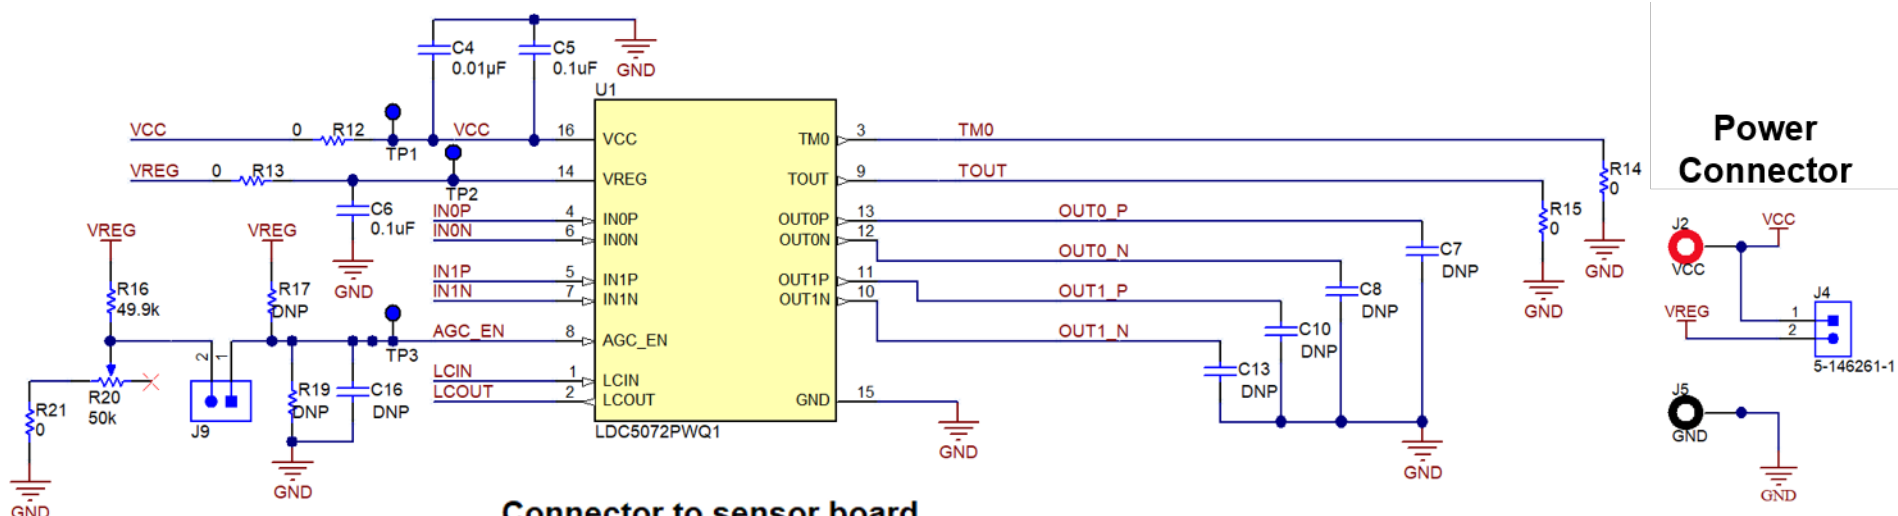 C4
0.01µF
C5
0.1uF
GND
U1
VCC
0
R12
TP1
VCC
16
VCC
TM0
3
TM0
VREG
0
R13
TP2
14
VREG
TOUT
9
TOUT
R14
0
C6
0.1uF
GND
R15
0
GND
GND
IN0P
4
IN0P
IN0N
6
IN0N
OUT0P
13
OUT0_P
OUT0N
12
OUT0_N
IN1P
5
IN1P
IN1N
7
IN1N
OUT1P
11
OUT1_P
OUT1N
10
OUT1_N
C7
DNP
C8
DNP
C10
DNP
C13
DNP
GND
VREG
R16
49.9k
VREG
R17
DNP
TP3
AGC_EN
8
AGC_EN
2
1
J9
R20
50k
R21
0
GND
R19
DNP
C16
DNP
GND
LCIN
1
LCIN
LCOUT
2
LCOUT
GND
15
GND
LDC5072PWQ1
Power
Connector
J2
VCC
VCC
VREG
J4
1
2
5-146261-1
J5
GND
GND
Connector to sensor board